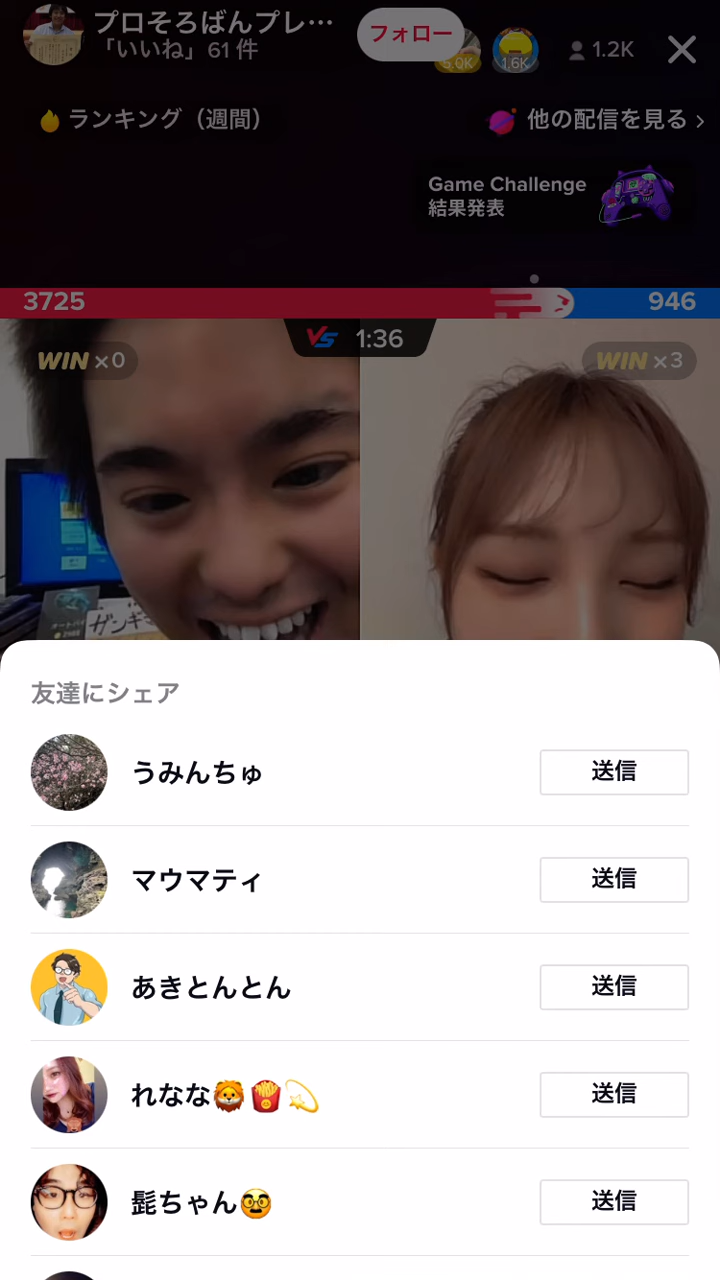 プロそろばんプレ…
フォロー
「いいね」61 件
5.0K
1.6K
1.2K
ランキング（週間）
他の配信を見る
Game Challenge
結果発表
3725
946
VS 1:36
WIN ×0
WIN ×3
友達にシェア
うみんちゅ
送信
マウマティ
送信
あきとんとん
送信
れなな🦁🍟💫
送信
髭ちゃん🥸
送信